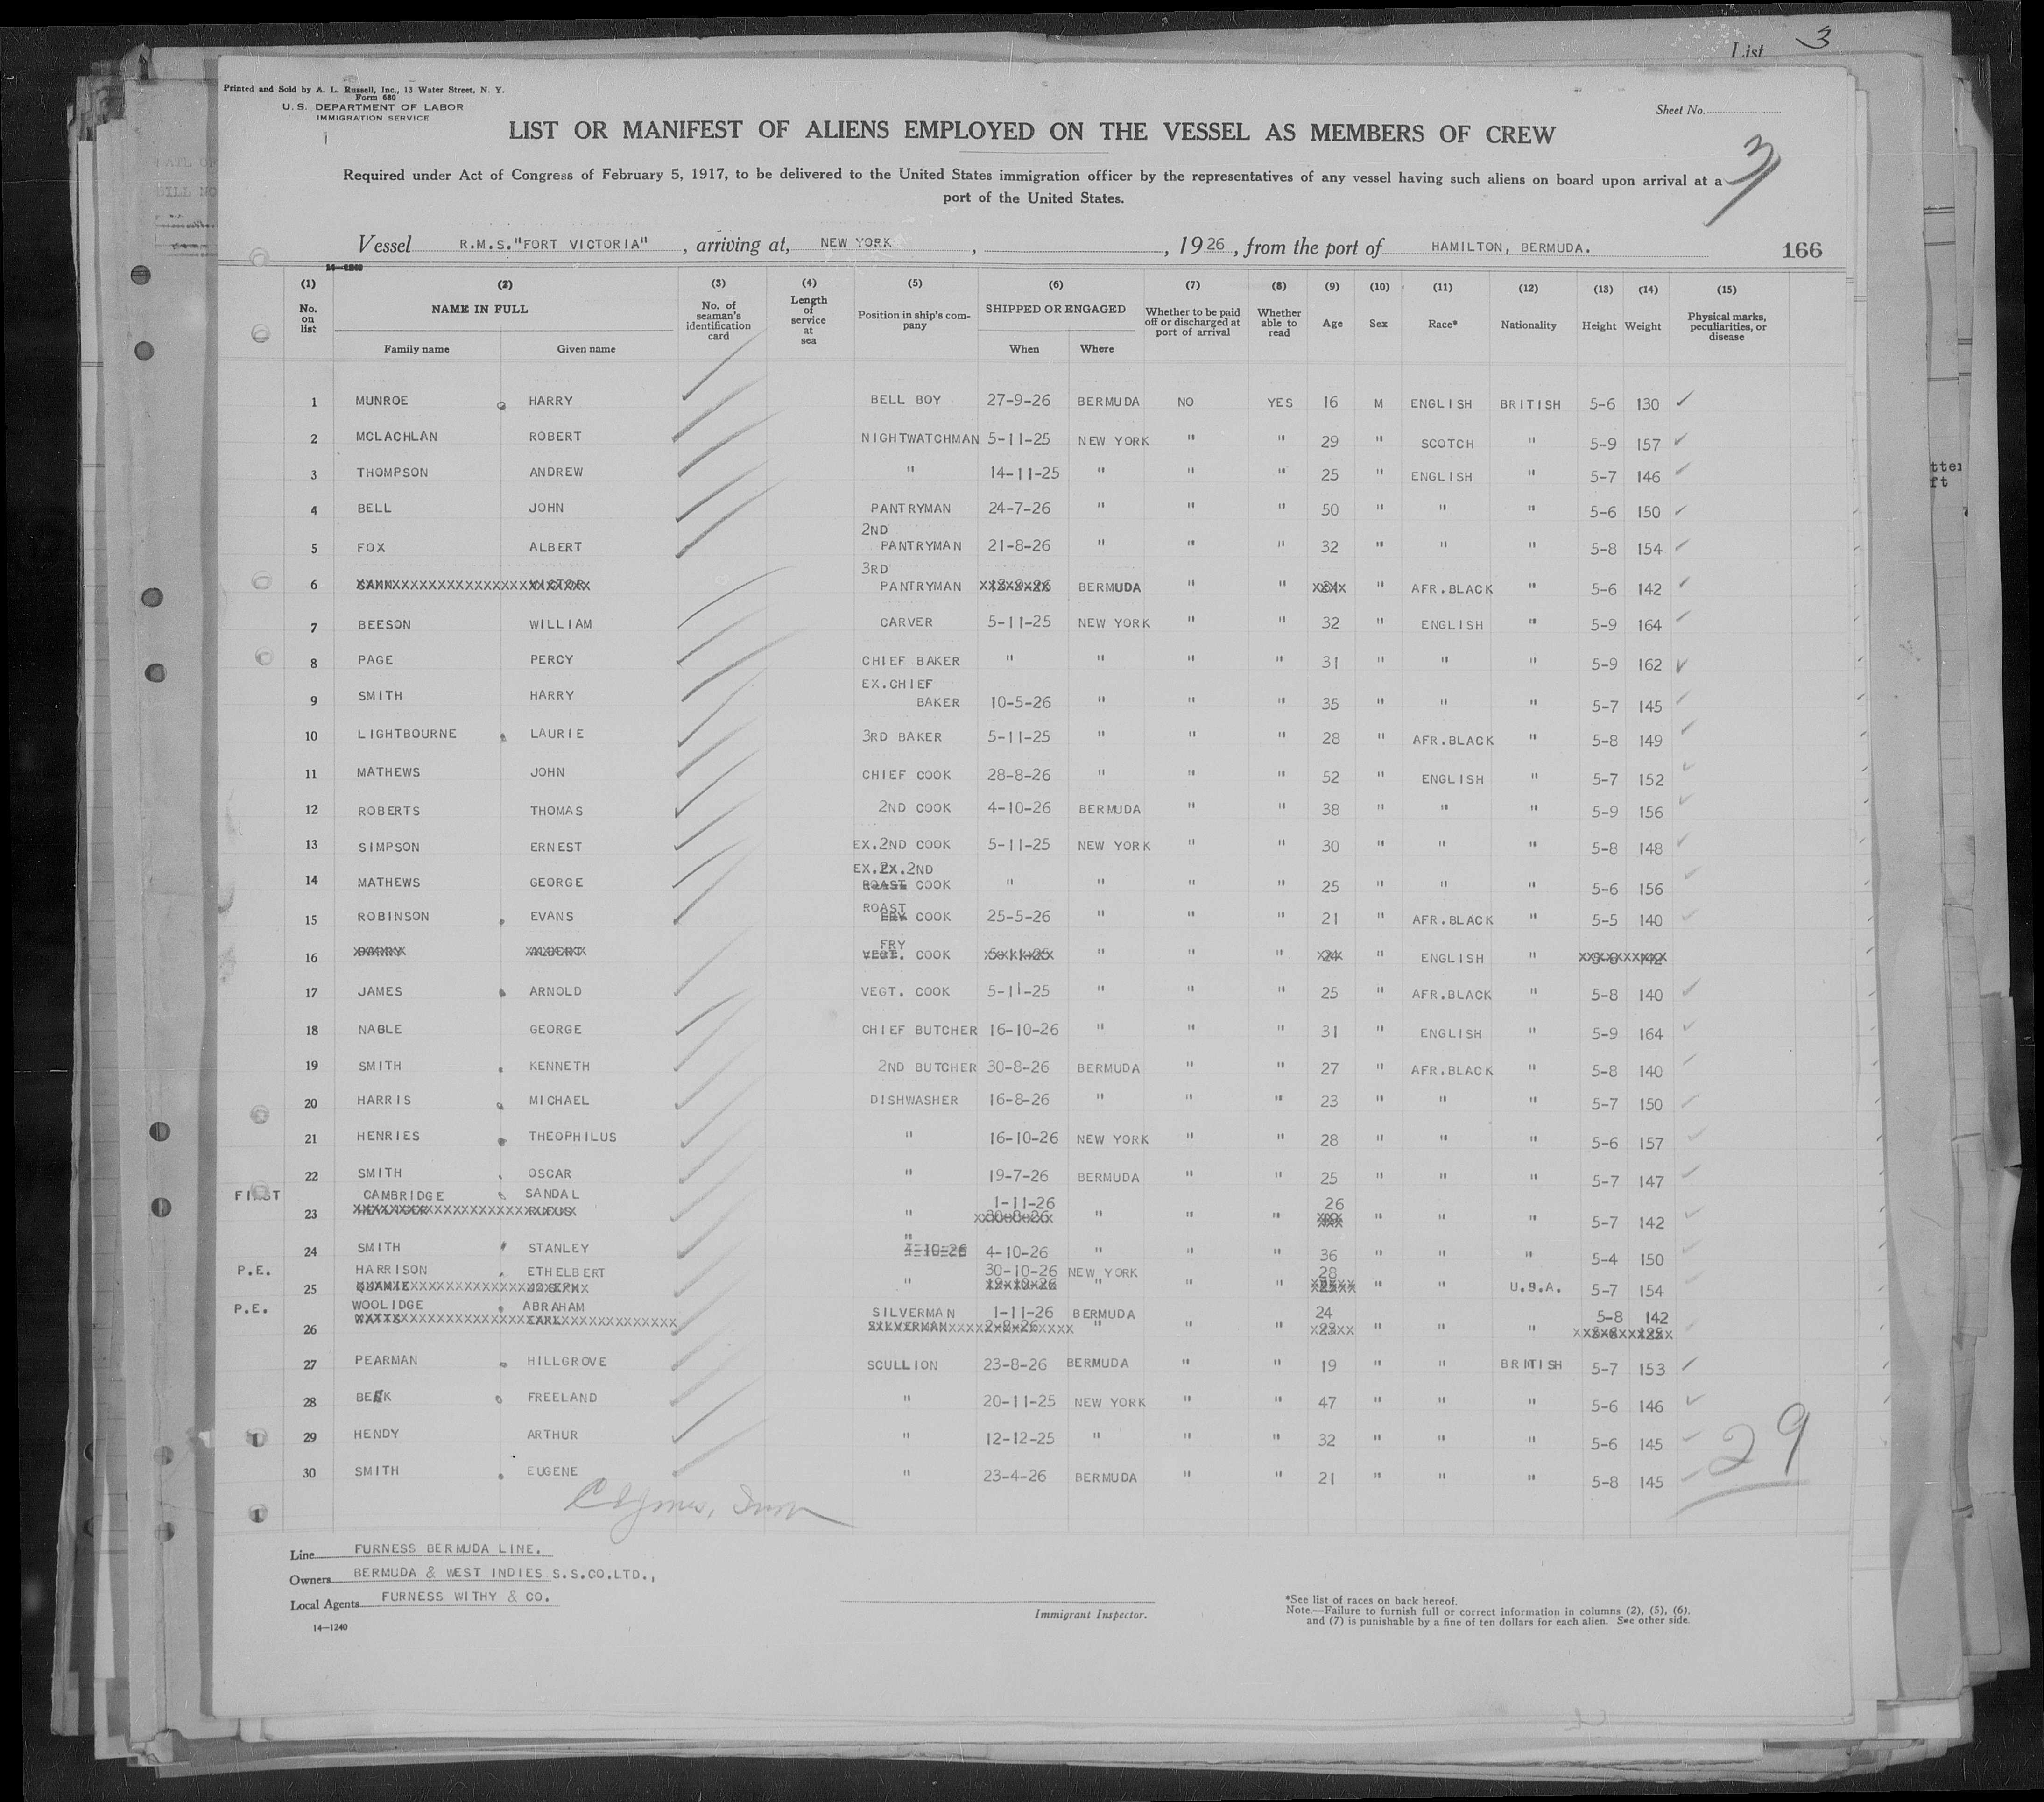 List 3
Printed and Sold by A. L. Russell, Inc., 13 Water Street, N. Y.
Form 680
U. S. DEPARTMENT OF LABOR
IMMIGRATION SERVICE
Sheet No.
LIST OR MANIFEST OF ALIENS EMPLOYED ON THE VESSEL AS MEMBERS OF CREW
3
Required under Act of Congress of February 5, 1917, to be delivered to the United States immigration officer by the representatives of any vessel having such aliens on board upon arrival at a
port of the United States.
Vessel R.M.S."FORT VICTORIA" , arriving at, NEW YORK , , 1926 , from the port of HAMILTON, BERMUDA. 166
14—1240
(1) (2) (3) (4) (5) (6) (7) (8) (9) (10) (11) (12) (13) (14) (15)
No. on list NAME IN FULL Family name Given name No. of seaman's identification card Length of service at sea Position in ship's company SHIPPED OR ENGAGED When Where Whether to be paid off or discharged at port of arrival Whether able to read Age Sex Race* Nationality Height Weight Physical marks, peculiarities, or disease
1 MUNROE HARRY BELL BOY 27-9-26 BERMUDA NO YES 16 M ENGLISH BRITISH 5-6 130
2 MCLACHLAN ROBERT NIGHTWATCHMAN 5-11-25 NEW YORK " " 29 " SCOTCH " 5-9 157
3 THOMPSON ANDREW " 14-11-25 " " " 25 " ENGLISH " 5-7 146
4 BELL JOHN PANTRYMAN 24-7-26 " " " 50 " " " 5-6 150
5 FOX ALBERT 2ND PANTRYMAN 21-8-26 " " " 32 " " " 5-8 154
6 VICTOR 3RD PANTRYMAN BERMUDA " " " AFR.BLACK " 5-6 142
7 BEESON WILLIAM CARVER 5-11-25 NEW YORK " " 32 " ENGLISH " 5-9 164
8 PAGE PERCY CHIEF BAKER " " " " 31 " " " 5-9 162
9 SMITH HARRY EX.CHIEF BAKER 10-5-26 " " " 35 " " " 5-7 145
10 LIGHTBOURNE LAURIE 3RD BAKER 5-11-25 " " " 28 " AFR.BLACK " 5-8 149
11 MATHEWS JOHN CHIEF COOK 28-8-26 " " " 52 " ENGLISH " 5-7 152
12 ROBERTS THOMAS 2ND COOK 4-10-26 BERMUDA " " 38 " " " 5-9 156
13 SIMPSON ERNEST EX.2ND COOK 5-11-25 NEW YORK " " 30 " " " 5-8 148
14 MATHEWS GEORGE EX.EX.2ND ROAST COOK " " " " 25 " " " 5-6 156
15 ROBINSON EVANS ROAST FRY COOK 25-5-26 " " " 21 " AFR.BLACK " 5-5 140
16 ALBERT FRY VEGT. COOK 5-11-25 " " " 24 " ENGLISH "
17 JAMES ARNOLD VEGT. COOK 5-11-25 " " " 25 " AFR.BLACK " 5-8 140
18 NABLE GEORGE CHIEF BUTCHER 16-10-26 " " " 31 " ENGLISH " 5-9 164
19 SMITH KENNETH 2ND BUTCHER 30-8-26 BERMUDA " " 27 " AFR.BLACK " 5-8 140
20 HARRIS MICHAEL DISHWASHER 16-8-26 " " " 23 " " " 5-7 150
21 HENRIES THEOPHILUS " 16-10-26 NEW YORK " " 28 " " " 5-6 157
22 SMITH OSCAR " 19-7-26 BERMUDA " " 25 " " " 5-7 147
FIRST CAMBRIDGE SANDAL 1-11-26 26
23 RUFUS " 30-8-26 " " " " " " 5-7 142
24 SMITH STANLEY " 4-10-26 4-10-26 " " " 36 " " " 5-4 150
P.E. HARRISON ETHELBERT 30-10-26 NEW YORK 28
25 QUAMIE JOSEPH " " " " " " U.S.A. 5-7 154
P.E. WOOLIDGE ABRAHAM SILVERMAN 1-11-26 BERMUDA 24 5-8 142
26 WATTS EARL SILVERMAN 2-8-26 " " " " " "
27 PEARMAN HILLGROVE SCULLION 23-8-26 BERMUDA " " 19 " " BRITISH 5-7 153
28 FREELAND " 20-11-25 NEW YORK " " 47 " " " 5-6 146
29 HENDY ARTHUR " 12-12-25 " " " 32 " " " 5-6 145
30 SMITH EUGENE " 23-4-26 BERMUDA " " 21 " " " 5-8 145
29
Line FURNESS BERMUDA LINE.
Owners BERMUDA & WEST INDIES S.S.CO.LTD.,
Local Agents FURNESS WITHY & CO.
14—1240
Immigrant Inspector.
*See list of races on back hereof.
Note.—Failure to furnish full or correct information in columns (2), (5), (6),
and (7) is punishable by a fine of ten dollars for each alien. See other side.